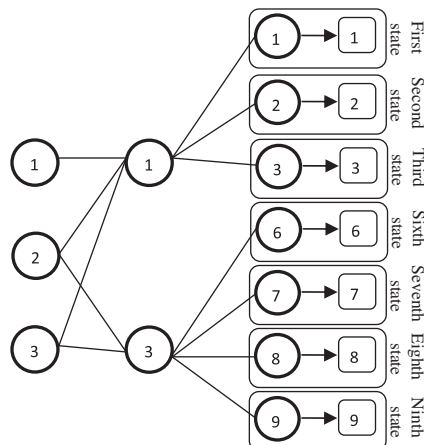 1 1 First state
2 2 Second state
3 3 Third state
1 1
6 6 Sixth state
2
7 7 Seventh state
3 3
8 8 Eighth state
9 9 Ninth state